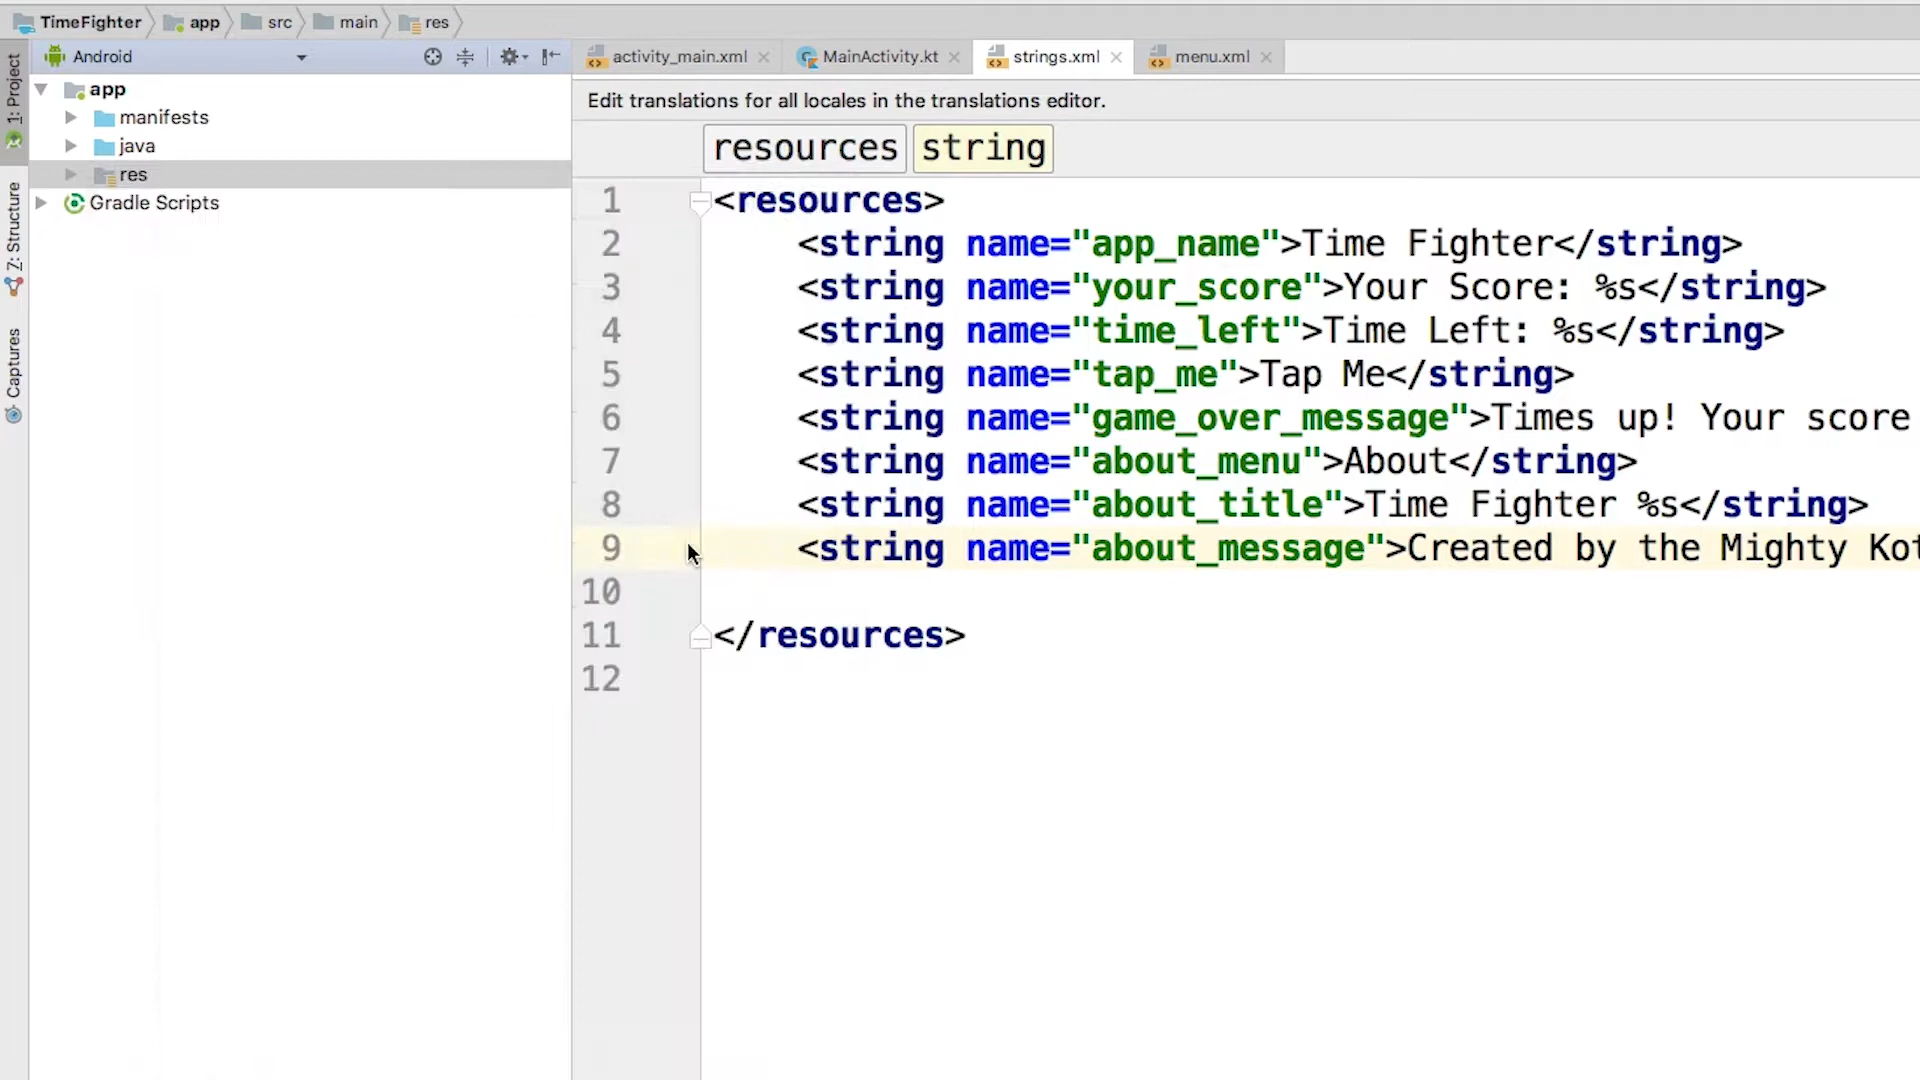 TimeFighter app src main res
Android
activity_main.xml MainActivity.kt strings.xml menu.xml
1: Project
Z: Structure
Captures
app
manifests
java
res
Gradle Scripts
Edit translations for all locales in the translations editor.
resources string
1 <resources>
2 <string name="app_name">Time Fighter</string>
3 <string name="your_score">Your Score: %s</string>
4 <string name="time_left">Time Left: %s</string>
5 <string name="tap_me">Tap Me</string>
6 <string name="game_over_message">Times up! Your score
7 <string name="about_menu">About</string>
8 <string name="about_title">Time Fighter %s</string>
9 <string name="about_message">Created by the Mighty Kot
10
11 </resources>
12